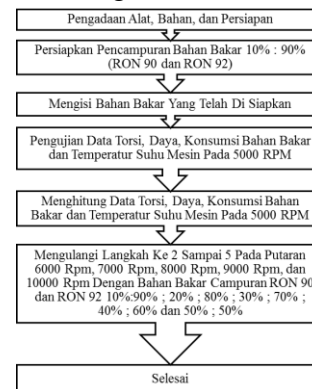 Pengadaan Alat, Bahan, dan Persiapan
Persiapkan Pencampuran Bahan Bakar 10% : 90%
(RON 90 dan RON 92)
Mengisi Bahan Bakar Yang Telah Di Siapkan
Pengujian Data Torsi, Daya, Konsumsi Bahan Bakar
dan Temperatur Suhu Mesin Pada 5000 RPM
Menghitung Data Torsi, Daya, Konsumsi Bahan
Bakar dan Temperatur Suhu Mesin Pada 5000 RPM
Mengulangi Langkah Ke 2 Sampai 5 Pada Putaran
6000 Rpm, 7000 Rpm, 8000 Rpm, 9000 Rpm, dan
10000 Rpm Dengan Bahan Bakar Campuran RON 90
dan RON 92 10%:90% ; 20% ; 80% ; 30% ; 70% ;
40% ; 60% dan 50% ; 50%
Selesai